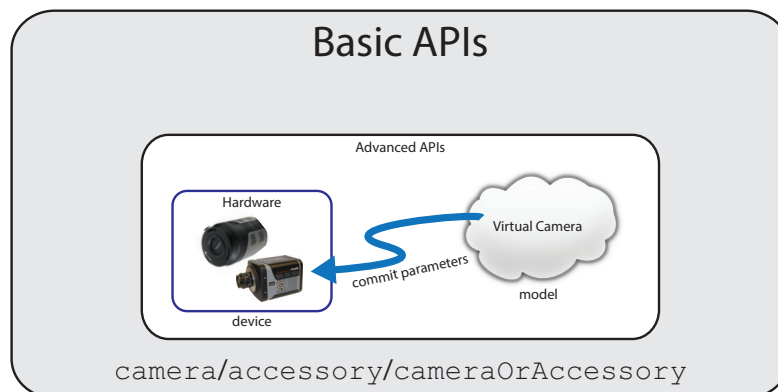 Basic APIs
Advanced APIs
Hardware
Virtual Camera
commit parameters
model
device
camera/accessory/cameraOrAccessory